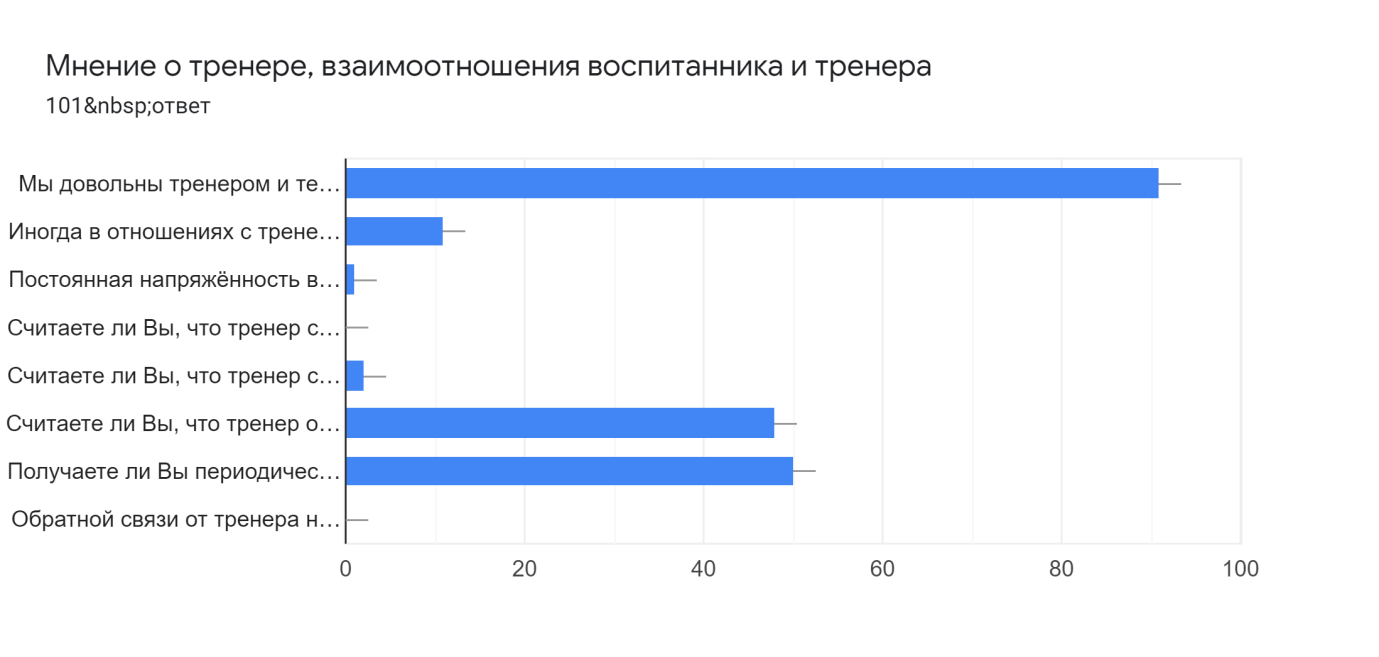 Мнение о тренере, взаимоотношения воспитанника и тренера
101&nbsp;ответ
Мы довольны тренером и те…
Иногда в отношениях с трене…
Постоянная напряжённость в…
Считаете ли Вы, что тренер с…
Считаете ли Вы, что тренер с…
Считаете ли Вы, что тренер о…
Получаете ли Вы периодичес…
Обратной связи от тренера н…
0 20 40 60 80 100